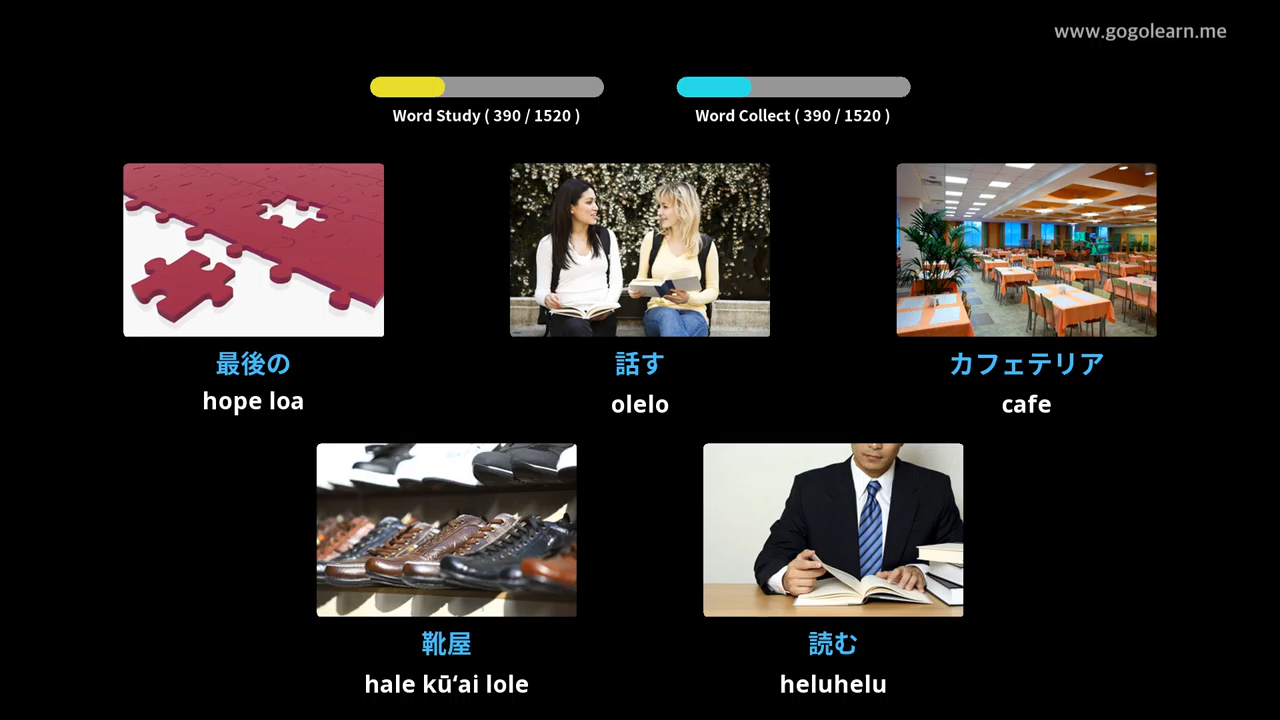 www.gogolearn.me
Word Study ( 390 / 1520 )
Word Collect ( 390 / 1520 )
最後の
hope loa
話す
olelo
カフェテリア
cafe
靴屋
hale kūʻai lole
読む
heluhelu